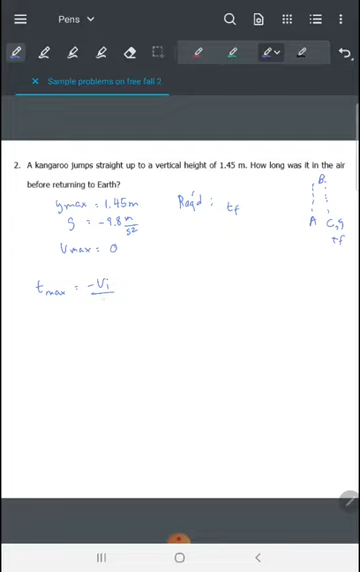 Pens
Sample problems on free fall 2
2. A kangaroo jumps straight up to a vertical height of 1.45 m. How long was it in the air
before returning to Earth?
ymax = 1.45m
g = -9.8 m/s²
Vmax = 0
Req'd : tf
B
A C,g
tf
tmax = -Vi